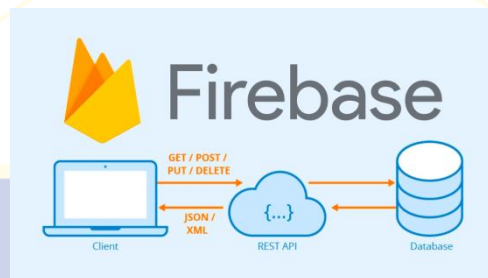 Firebase
GET / POST /
PUT / DELETE
{...}
JSON /
XML
Client
REST API
Database